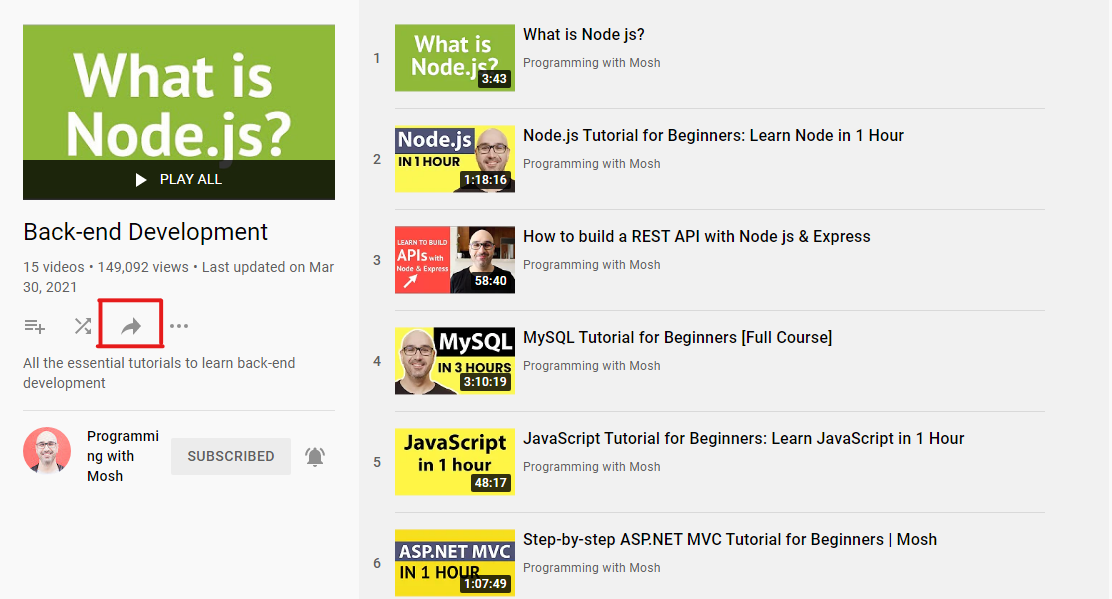 What is
Node.js?
PLAY ALL
Back-end Development
15 videos • 149,092 views • Last updated on Mar
30, 2021
All the essential tutorials to learn back-end
development
Programmi
ng with
Mosh
SUBSCRIBED
1
What is
Node.js?
3:43
What is Node js?
Programming with Mosh
2
Node.js
IN 1 HOUR
1:18:16
Node.js Tutorial for Beginners: Learn Node in 1 Hour
Programming with Mosh
3
LEARN TO BUILD
APIs with
Node & Express
58:40
How to build a REST API with Node js & Express
Programming with Mosh
4
MySQL
IN 3 HOURS
3:10:19
MySQL Tutorial for Beginners [Full Course]
Programming with Mosh
5
JavaScript
in 1 hour
48:17
JavaScript Tutorial for Beginners: Learn JavaScript in 1 Hour
Programming with Mosh
6
ASP.NET MVC
IN 1 HOUR
1:07:49
Step-by-step ASP.NET MVC Tutorial for Beginners | Mosh
Programming with Mosh